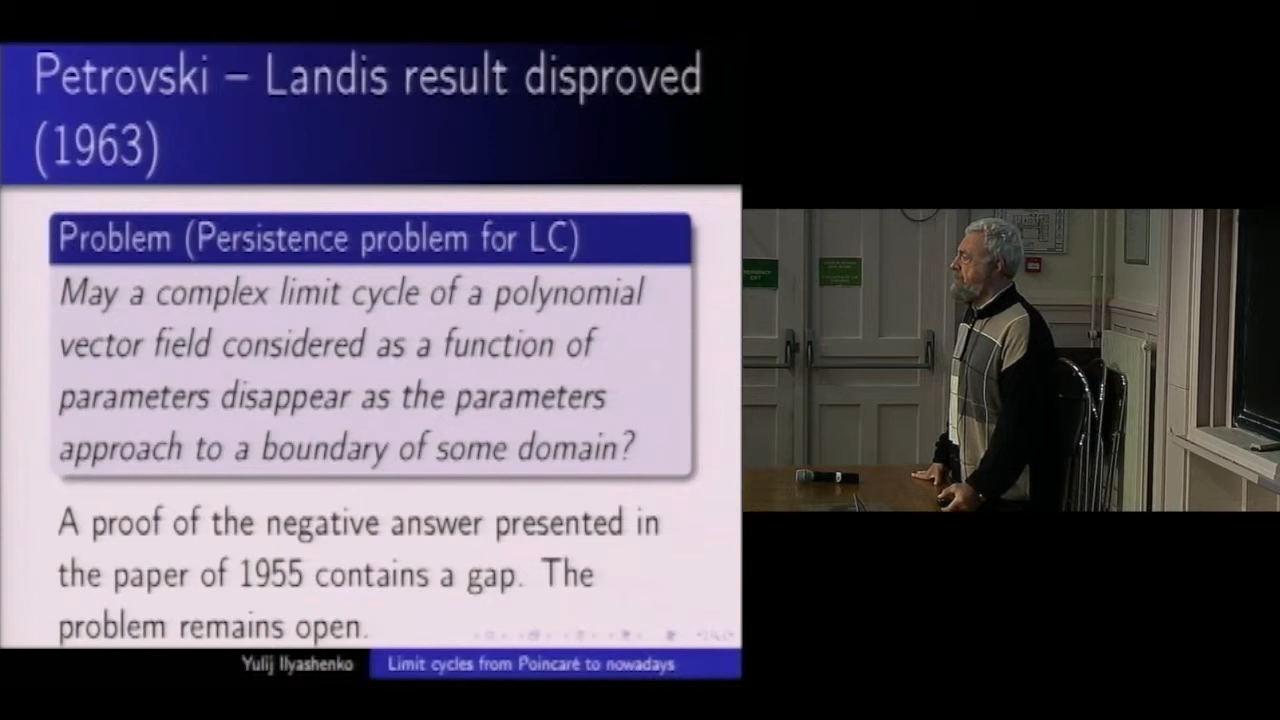 Petrovski – Landis result disproved
(1963)
Problem (Persistence problem for LC)
May a complex limit cycle of a polynomial
vector field considered as a function of
parameters disappear as the parameters
approach to a boundary of some domain?
A proof of the negative answer presented in
the paper of 1955 contains a gap. The
problem remains open.
Yulij Ilyashenko
Limit cycles from Poincaré to nowadays